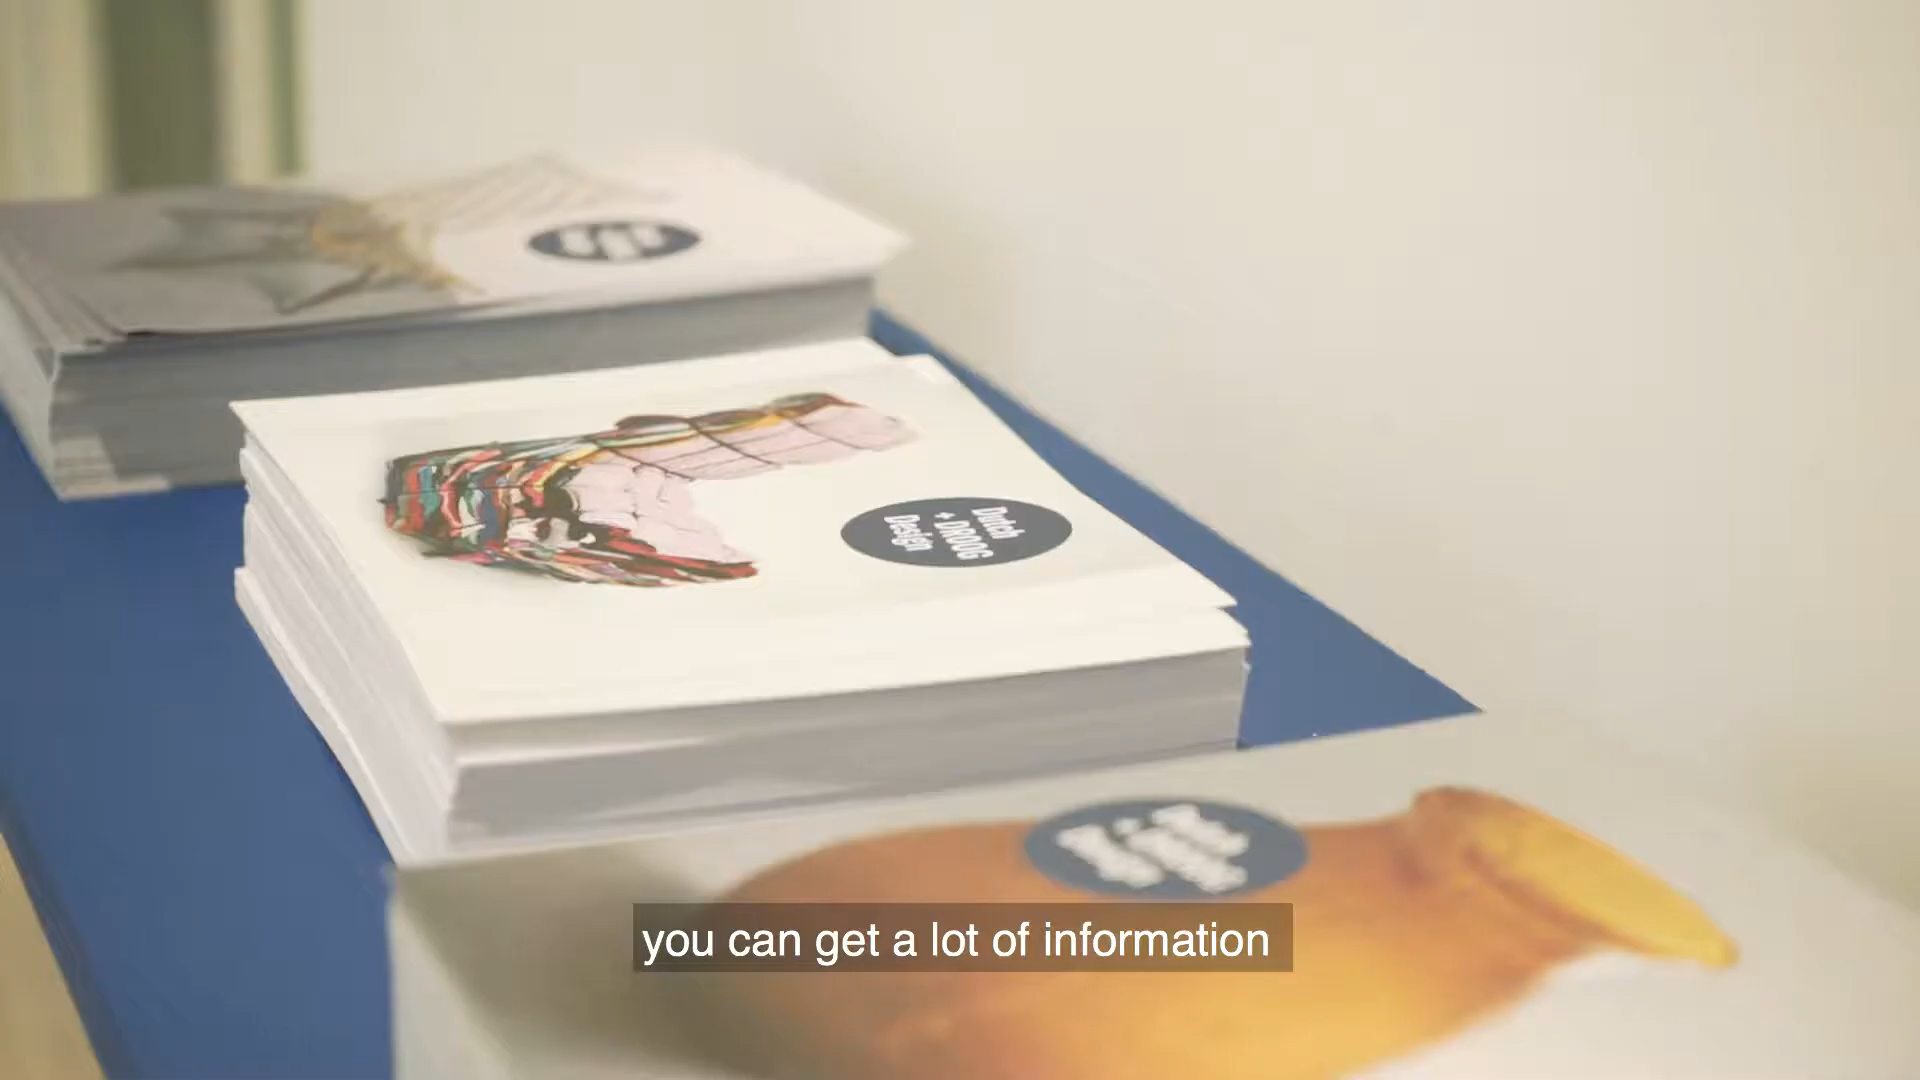 Dutch
+ DROOG
Design
you can get a lot of information